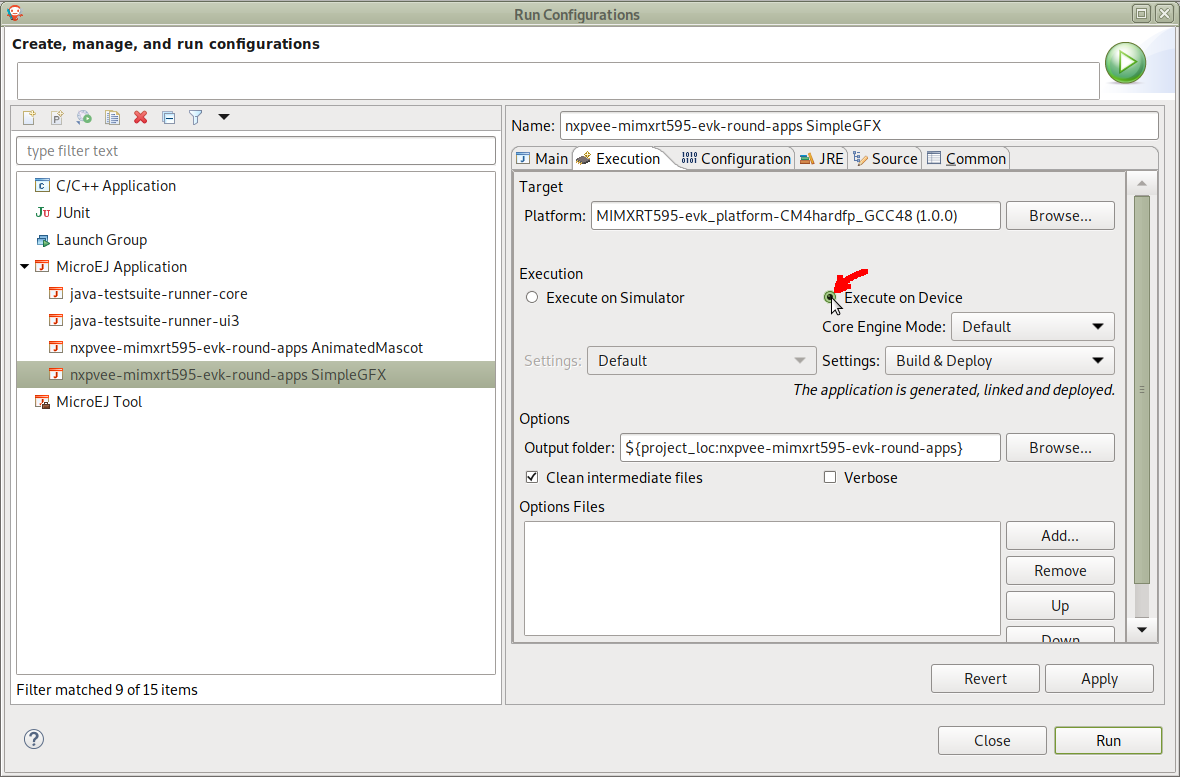 Run Configurations
Create, manage, and run configurations
type filter text
C/C++ Application
JUnit
Launch Group
MicroEJ Application
java-testsuite-runner-core
java-testsuite-runner-ui3
nxpvee-mimxrt595-evk-round-apps AnimatedMascot
nxpvee-mimxrt595-evk-round-apps SimpleGFX
MicroEJ Tool
Filter matched 9 of 15 items
Name: nxpvee-mimxrt595-evk-round-apps SimpleGFX
Main Execution Configuration JRE Source Common
Target
Platform: MIMXRT595-evk_platform-CM4hardfp_GCC48 (1.0.0) Browse...
Execution
Execute on Simulator Execute on Device
Core Engine Mode: Default
Settings: Default Settings: Build & Deploy
The application is generated, linked and deployed.
Options
Output folder: ${project_loc:nxpvee-mimxrt595-evk-round-apps} Browse...
Clean intermediate files Verbose
Options Files
Add...
Remove
Up
Down
Revert Apply
Close Run